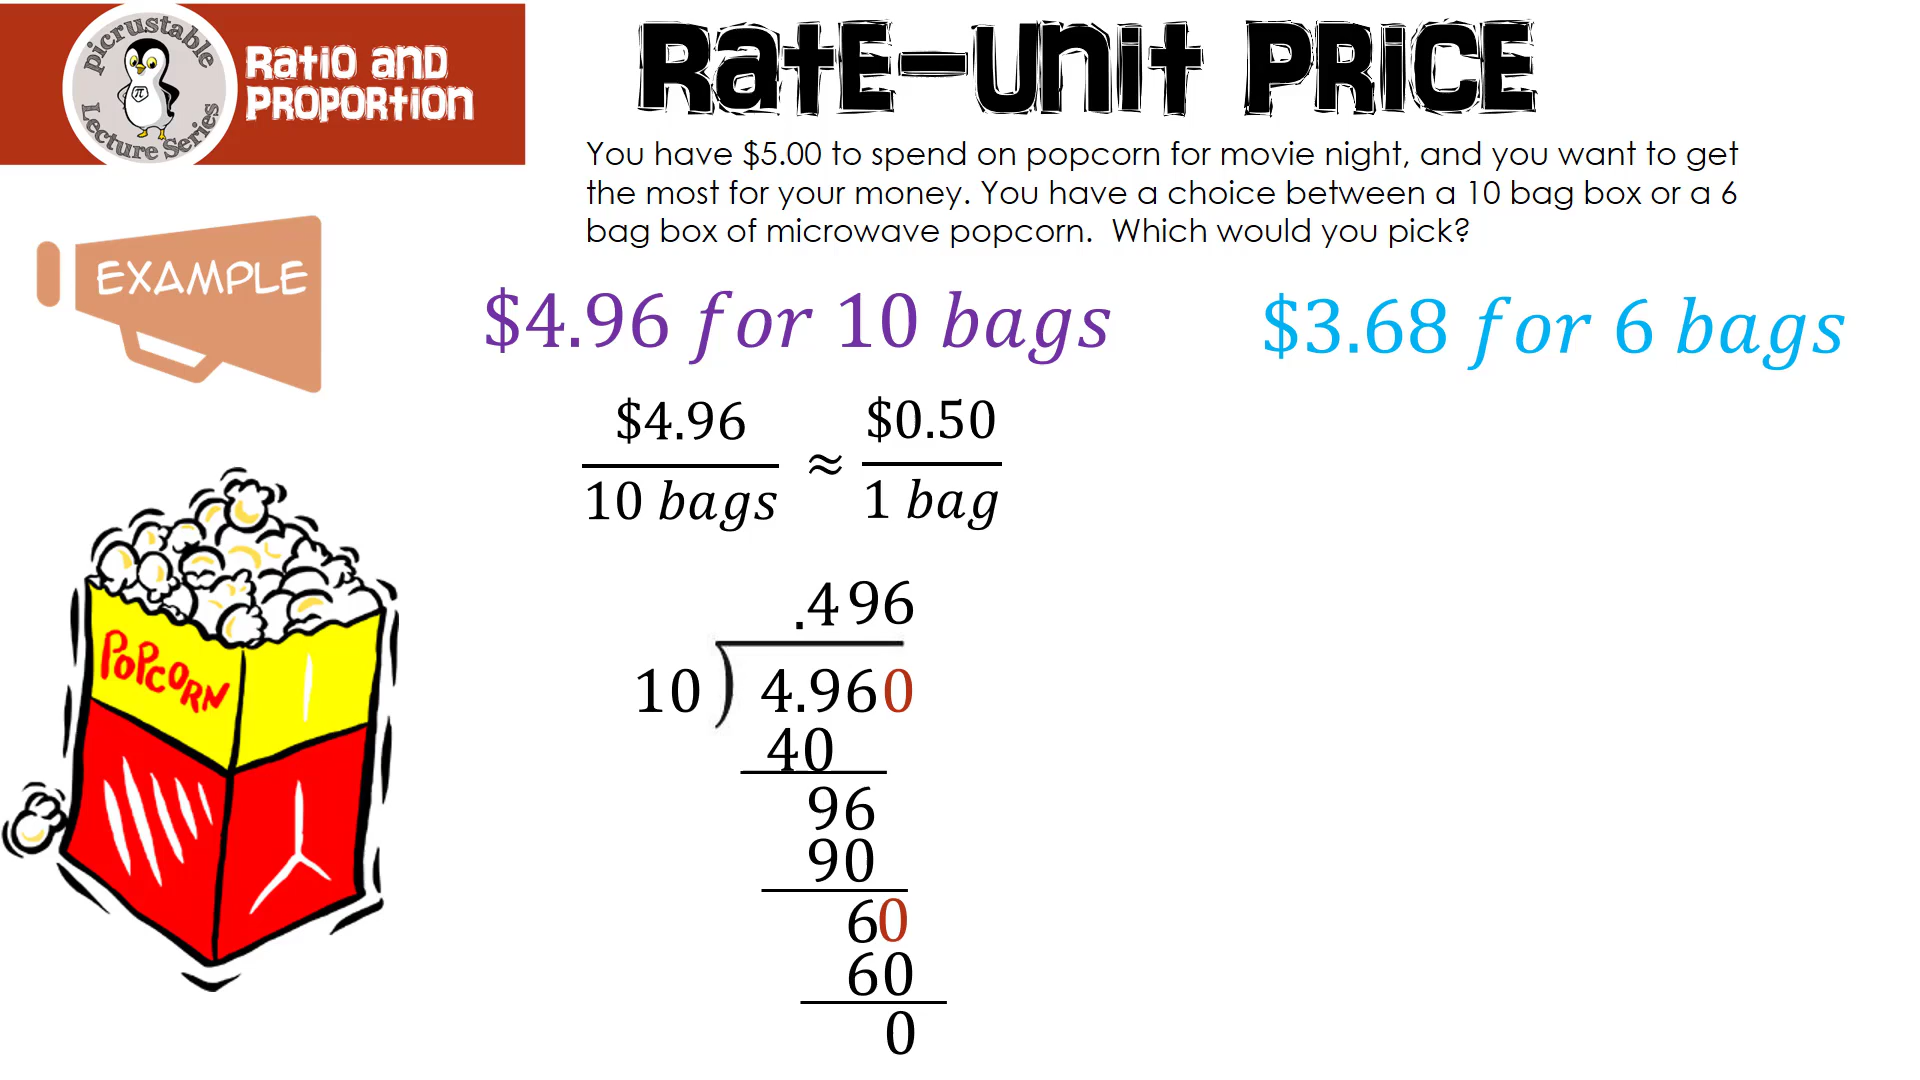 picrustable
Lecture Series
π
Ratio and
Proportion
Rate-Unit Price
You have $5.00 to spend on popcorn for movie night, and you want to get
the most for your money. You have a choice between a 10 bag box or a 6
bag box of microwave popcorn.  Which would you pick?
EXAMPLE
$4.96 for 10 bags
$3.68 for 6 bags
$4.96
10 bags
≈
$0.50
1 bag
.496
10 ) 4.960
40
96
90
60
60
0
POPCORN